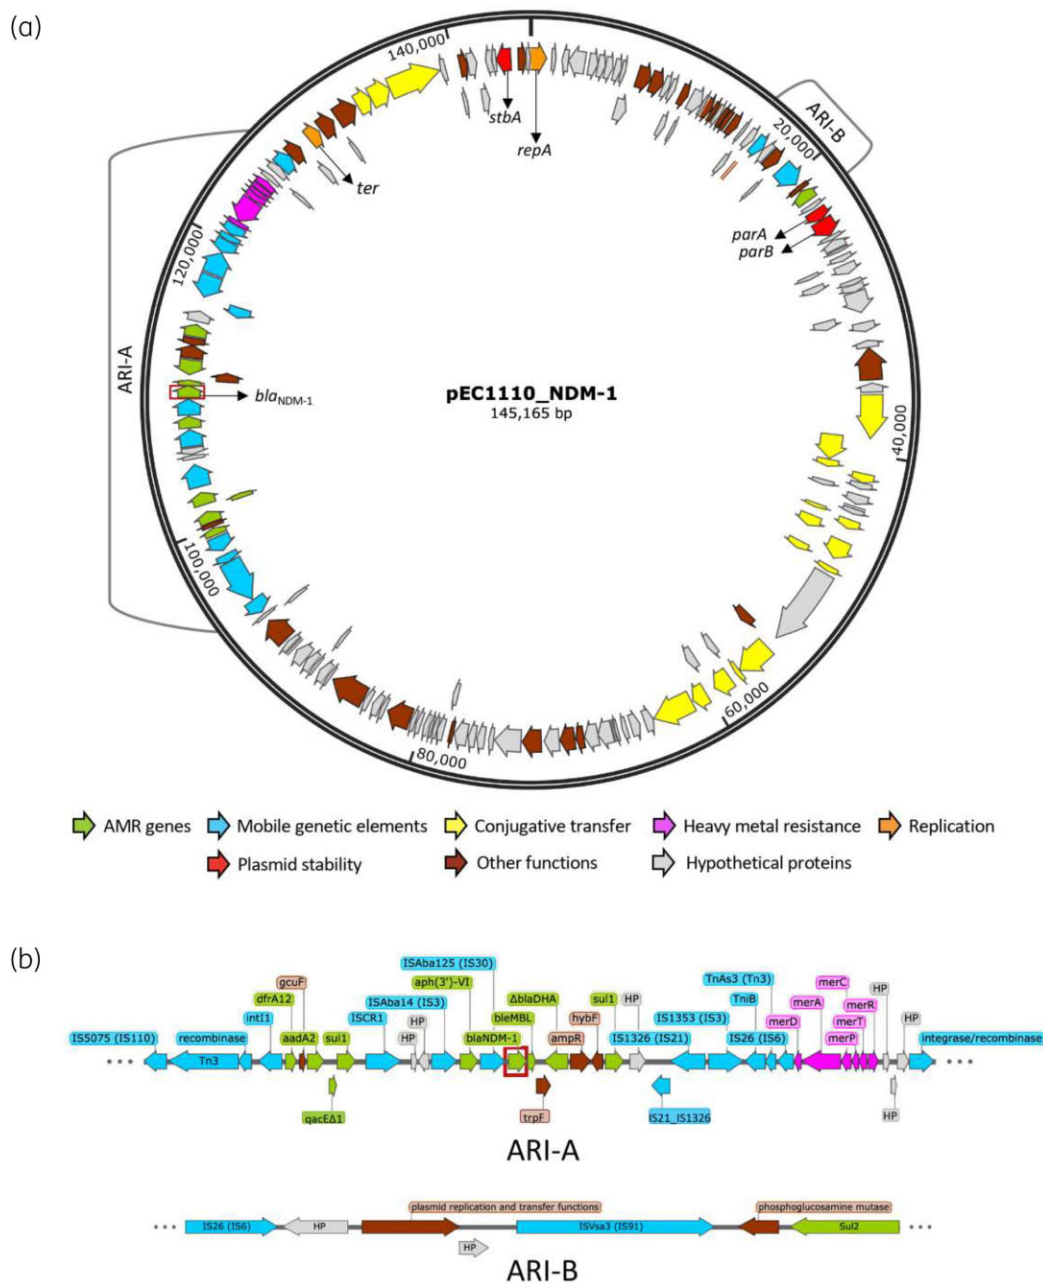 (a)
140,000
20,000
ARI-B
stbA
repA
ter
parA
parB
120,000
ARI-A
blaNDM-1
pEC1110_NDM-1
145,165 bp
40,000
100,000
60,000
80,000
AMR genes Mobile genetic elements Conjugative transfer Heavy metal resistance Replication
Plasmid stability Other functions Hypothetical proteins
(b)
ISAba125 (IS30) TnAs3 (Tn3) merC HP
gcuF aph(3')-VI ΔblaDHA HP TniB merA merR
dfrA12 ISAba14 (IS3) bleMBL hybF sul1 IS1353 (IS3) merT HP
intI1 ISCR1 HP
IS5075 (IS110) recombinase aadA2 sul1 HP blaNDM-1 ampR IS1326 (IS21) IS26 (IS6) merD merP integrase/recombinase
Tn3
qacEΔ1 trpF IS21_IS1326 HP
ARI-A
plasmid replication and transfer functions phosphoglucosamine mutase
IS26 (IS6) HP ISVsa3 (IS91) Sul2
HP
ARI-B